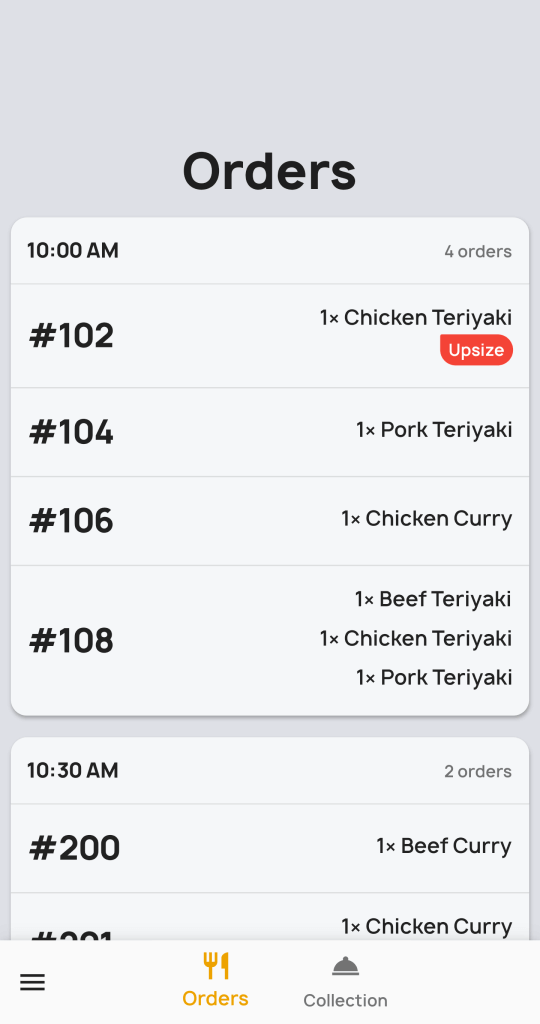 Orders
10:00 AM 4 orders
#102 1× Chicken Teriyaki
Upsize
#104 1× Pork Teriyaki
#106 1× Chicken Curry
1× Beef Teriyaki
#108 1× Chicken Teriyaki
1× Pork Teriyaki
10:30 AM 2 orders
#200 1× Beef Curry
#201 1× Chicken Curry
Orders Collection